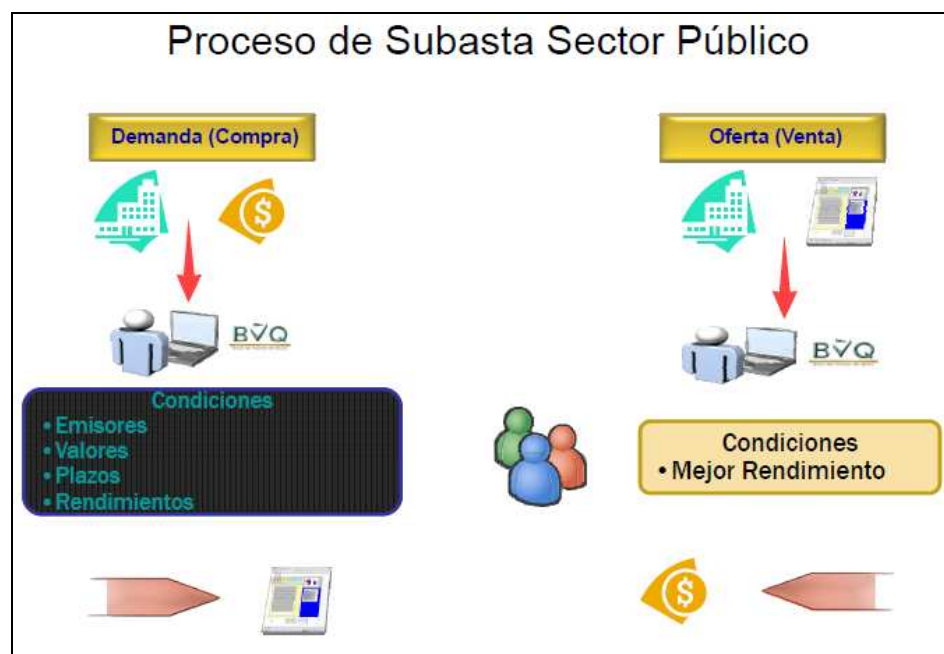 Proceso de Subasta Sector Público
Demanda (Compra)
Oferta (Venta)
$
BVQ
BVQ
Condiciones
• Emisores
• Valores
• Plazos
• Rendimientos
Condiciones
• Mejor Rendimiento
$